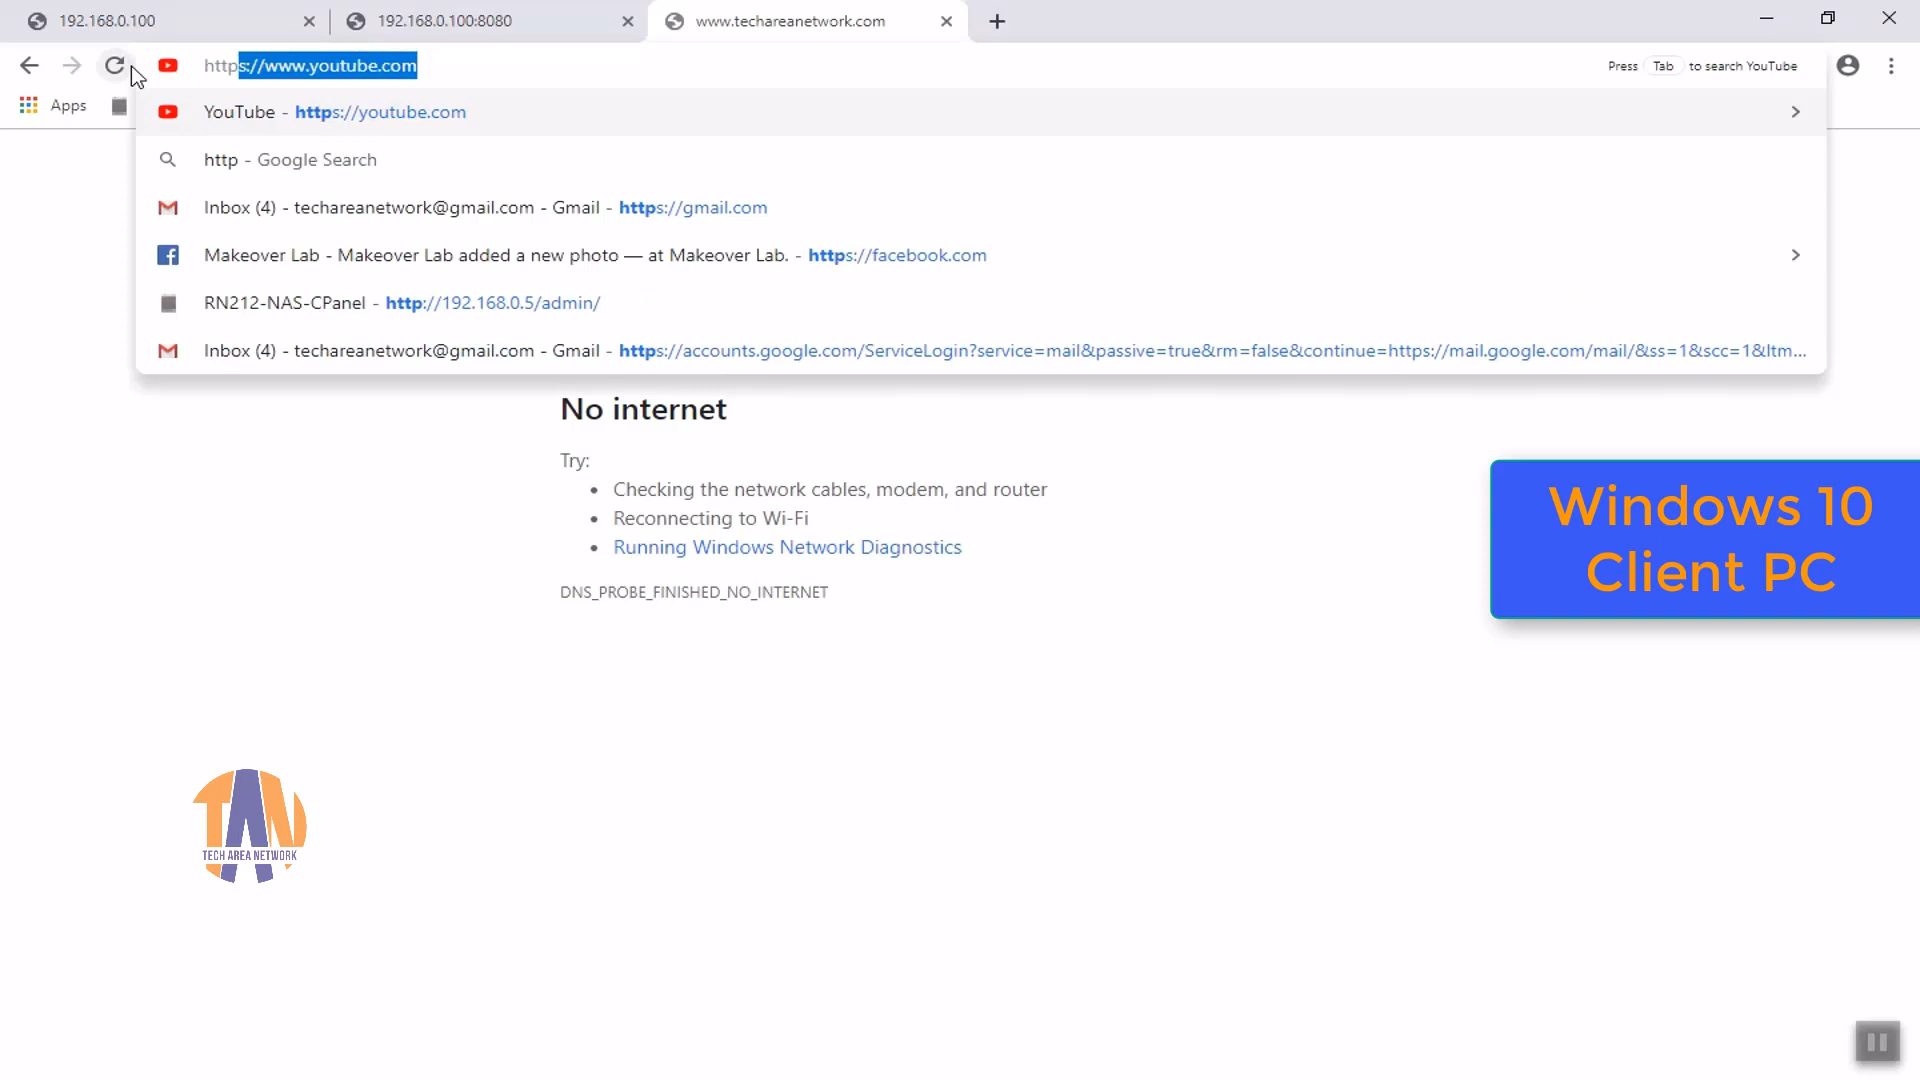 192.168.0.100
192.168.0.100:8080
www.techareanetwork.com
https://www.youtube.com
Press Tab to search YouTube
Apps
YouTube - https://youtube.com
http - Google Search
Inbox (4) - techareanetwork@gmail.com - Gmail - https://gmail.com
Makeover Lab - Makeover Lab added a new photo — at Makeover Lab. - https://facebook.com
RN212-NAS-CPanel - http://192.168.0.5/admin/
Inbox (4) - techareanetwork@gmail.com - Gmail - https://accounts.google.com/ServiceLogin?service=mail&passive=true&rm=false&continue=https://mail.google.com/mail/&ss=1&scc=1&ltm...
No internet
Try:
• Checking the network cables, modem, and router
• Reconnecting to Wi-Fi
• Running Windows Network Diagnostics
DNS_PROBE_FINISHED_NO_INTERNET
Windows 10
Client PC
TAN
TECH AREA NETWORK